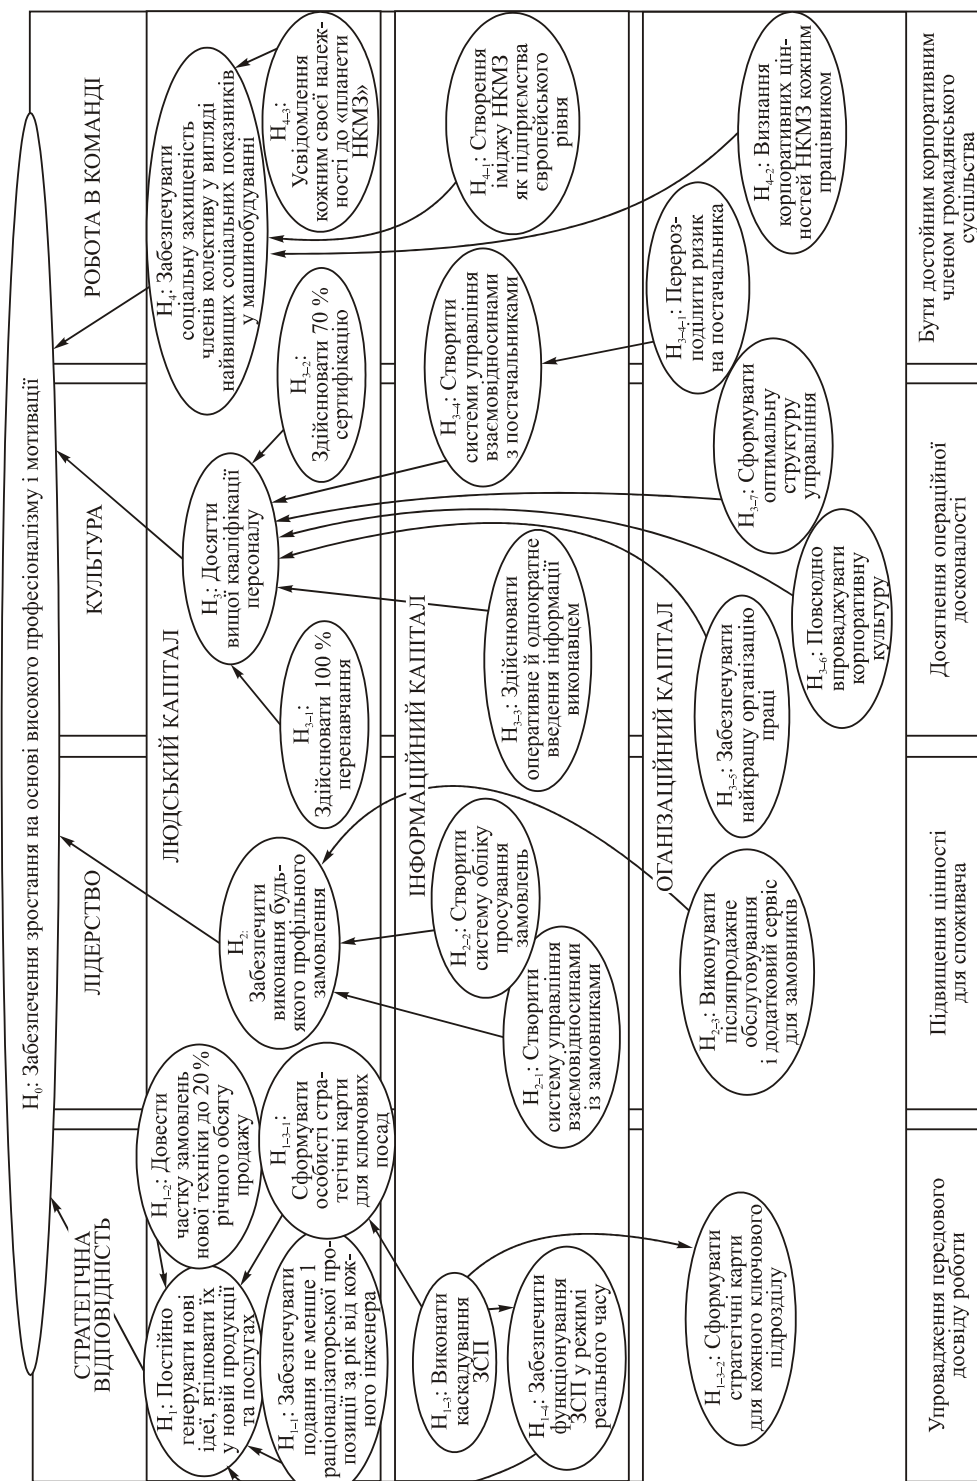 H₀: Забезпечення зростання на основі високого професіоналізму і мотивації
СТРАТЕГІЧНА
ВІДПОВІДНІСТЬ
ЛІДЕРСТВО
КУЛЬТУРА
РОБОТА В КОМАНДІ
ЛЮДСЬКИЙ КАПІТАЛ
H₁: Постійно
генерувати нові
ідеї, втілювати їх
у новій продукції
та послугах
H₁₋₂: Довести
частку замовлень
нової техніки до 20 %
річного обсягу
продажу
H₁₋₁: Забезпечувати
подання не менше 1
раціоналізаторської про-
позиції за рік від кож-
ного інженера
H₁₋₃₋₁:
Сформувати
особисті стра-
тегічні карти
для ключових
посад
H₂:
Забезпечити
виконання будь-
якого профільного
замовлення
H₃: Досягти
вищої кваліфікації
персоналу
H₃₋₁:
Здійснювати 100 %
перенавчання
H₃₋₂:
Здійснювати 70 %
сертифікацію
H₄: Забезпечувати
соціальну захищеність
членів колективу у вигляді
найвищих соціальних показників
у машинобудуванні
H₄₋₃:
Усвідомлення
кожним своєї належ-
ності до «планети
НКМЗ»
ІНФОРМАЦІЙНИЙ КАПІТАЛ
H₁₋₃: Виконати
каскадування
ЗСП
H₁₋₄: Забезпечити
функціонування
ЗСП у режимі
реального часу
H₂₋₂: Створити
систему обліку
просування
замовлень
H₂₋₁: Створити
систему управління
взаємовідносинами
із замовниками
H₃₋₃: Здійснювати
оперативне й однократне
введення інформації
виконавцем
H₃₋₄: Створити
системи управління
взаємовідносинами
з постачальниками
H₄₋₁: Створення
іміджу НКМЗ
як підприємства
європейського
рівня
ОГАНІЗАЦІЙНИЙ КАПІТАЛ
H₁₋₃₋₂: Сформувати
стратегічні карти
для кожного ключового
підрозділу
H₂₋₃: Виконувати
післяпродажне
обслуговування
і додатковий сервіс
для замовників
H₃₋₅: Забезпечувати
найкращу організацію
праці
H₃₋₆: Повсюдно
впроваджувати
корпоративну
культуру
H₃₋₇: Сформувати
оптимальну
структуру
управління
H₃₋₄₋₁: Перероз-
поділити ризик
на постачальника
H₄₋₂: Визнання
корпоративних цін-
ностей НКМЗ кожним
працівником
Упровадження передового
досвіду роботи
Підвищення цінності
для споживача
Досягнення операційної
досконалості
Бути достойним корпоративним
членом громадянського
суспільства